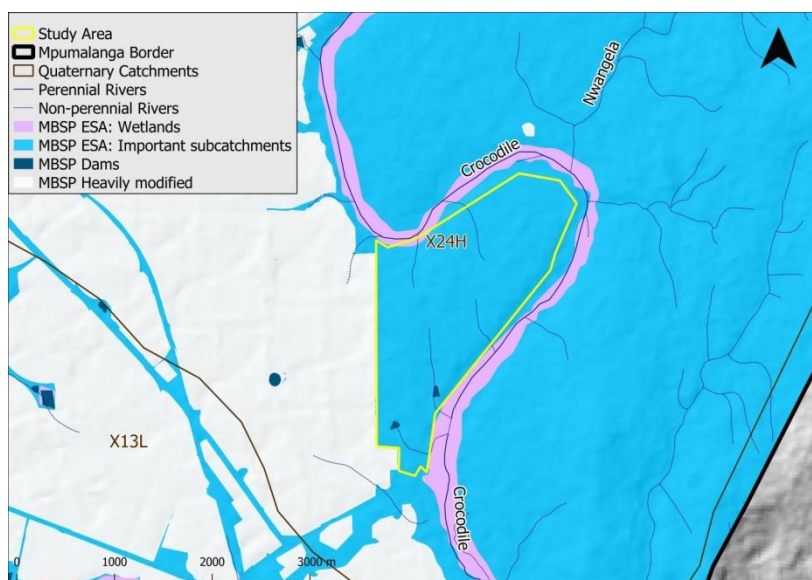 Study Area
Mpumalanga Border
Quaternary Catchments
Perennial Rivers
Non-perennial Rivers
MBSP ESA: Wetlands
MBSP ESA: Important subcatchments
MBSP Dams
MBSP Heavily modified
Nwangela
Crocodile
X24H
X13L
Crocodile
0 1000 2000 3000 m